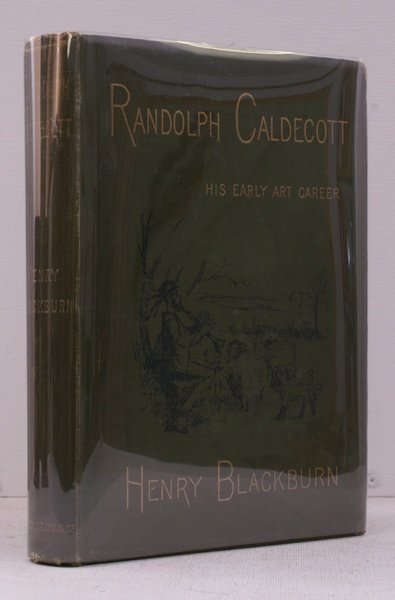 RANDOLPH CALDECOTT
HIS EARLY ART CAREER
HENRY BLACKBURN
HENRY
BLACKBURN